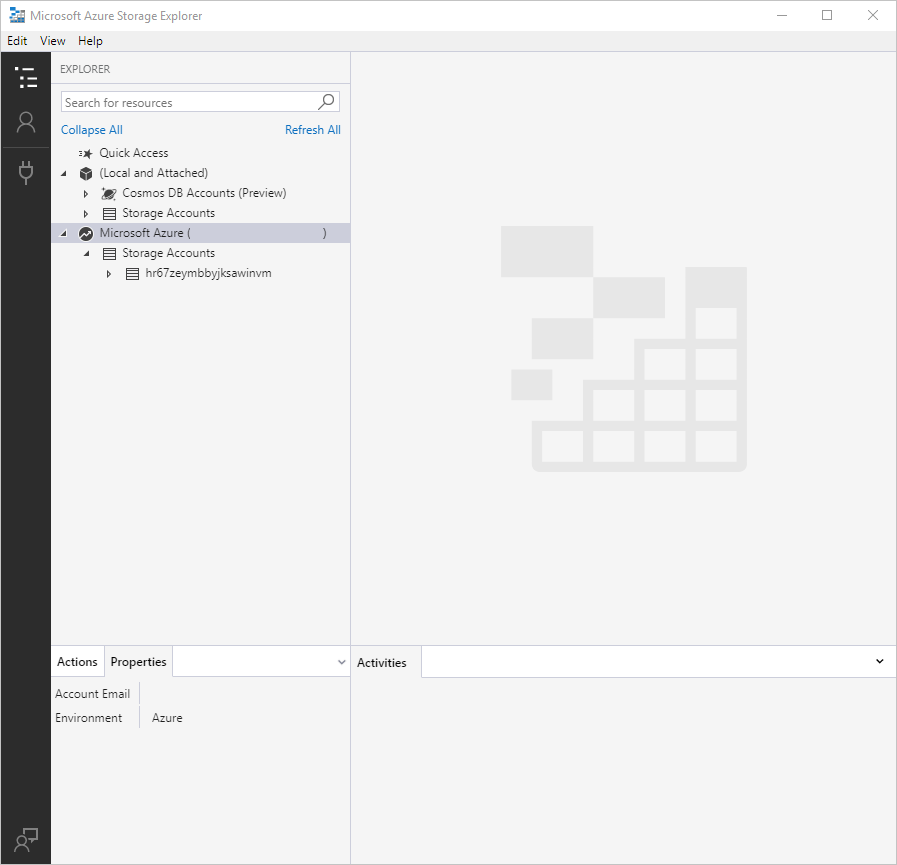 Microsoft Azure Storage Explorer
Edit View Help
EXPLORER
Search for resources
Collapse All Refresh All
Quick Access
(Local and Attached)
Cosmos DB Accounts (Preview)
Storage Accounts
Microsoft Azure ( )
Storage Accounts
hr67zeymbbyjksawinvm
Actions Properties
Account Email
Environment Azure
Activities